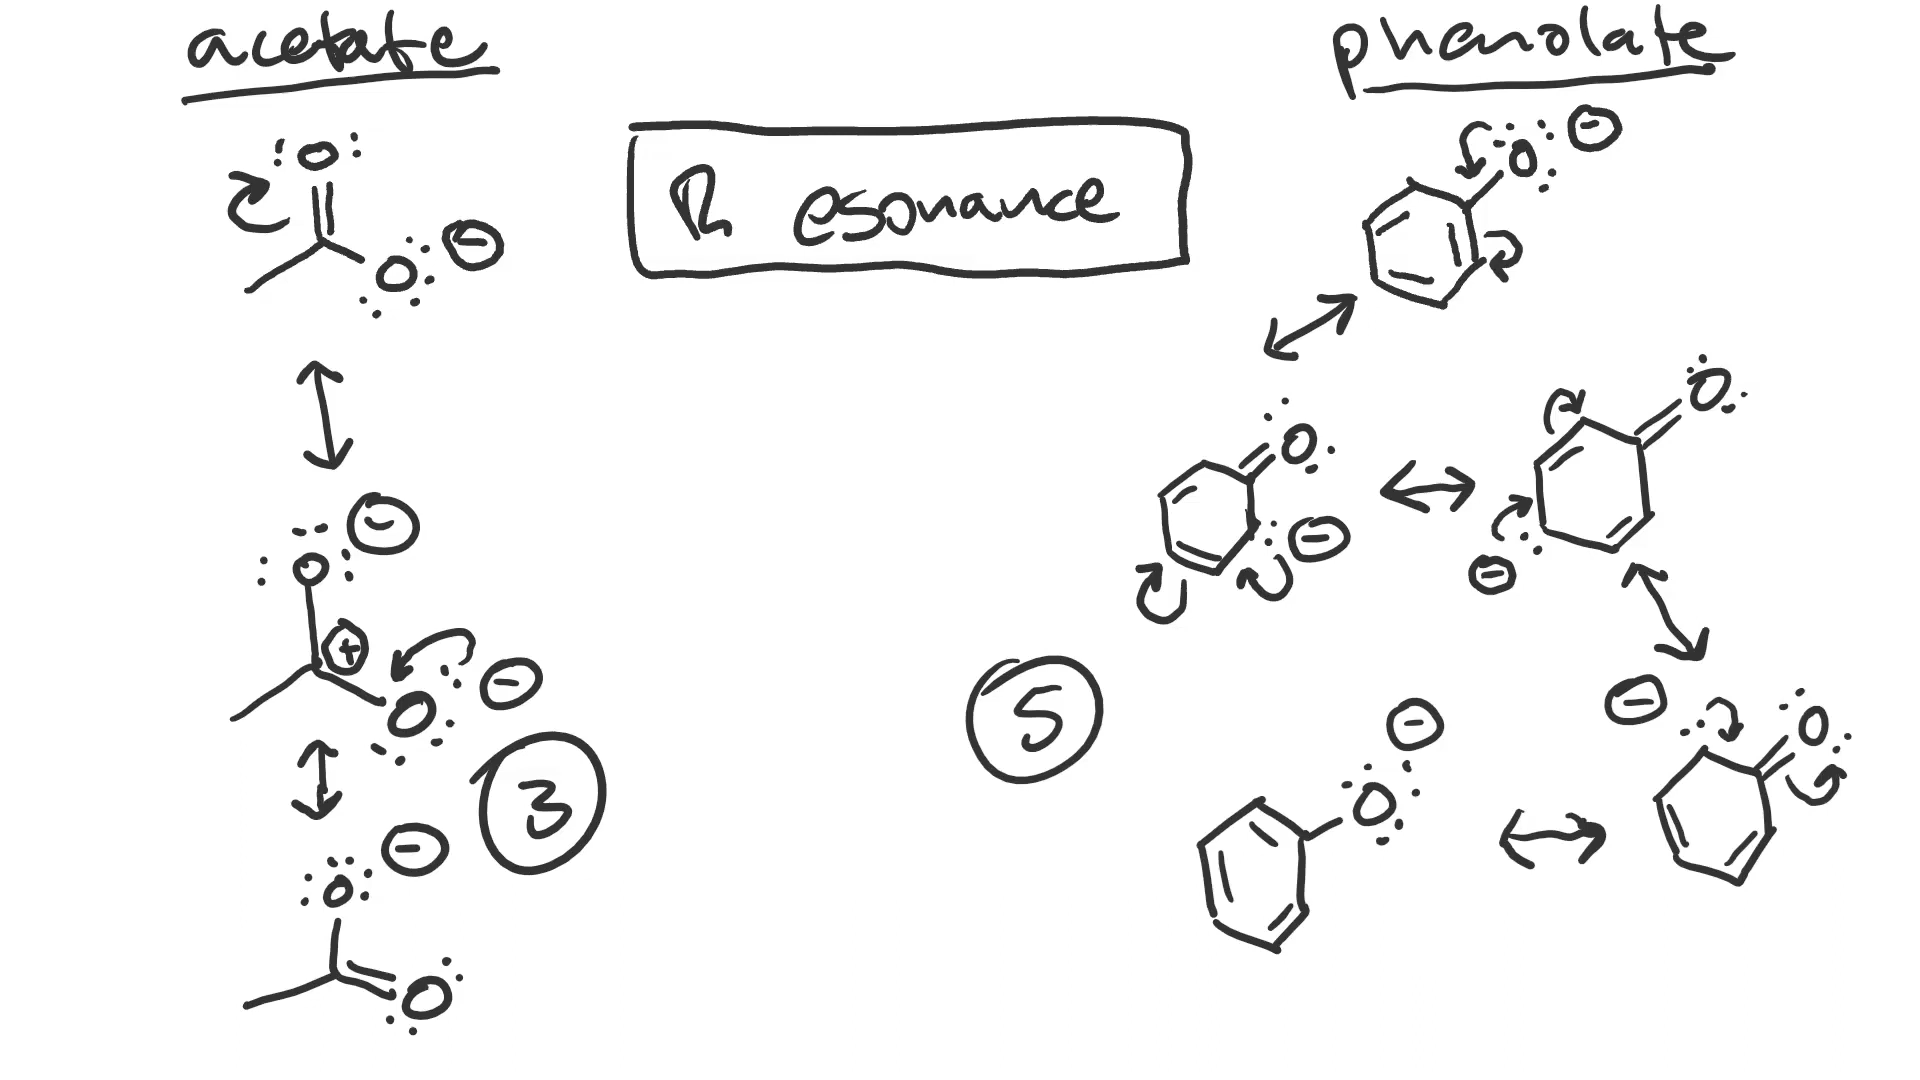 acetate
phenolate
Resonance
:O:
O
⊖
O
⊖
O
⊖
O
O
⊖
⊕
O
⊖
O
⊖
5
⊖
⊖
O
3
O
⊖
O
⊖
O
O